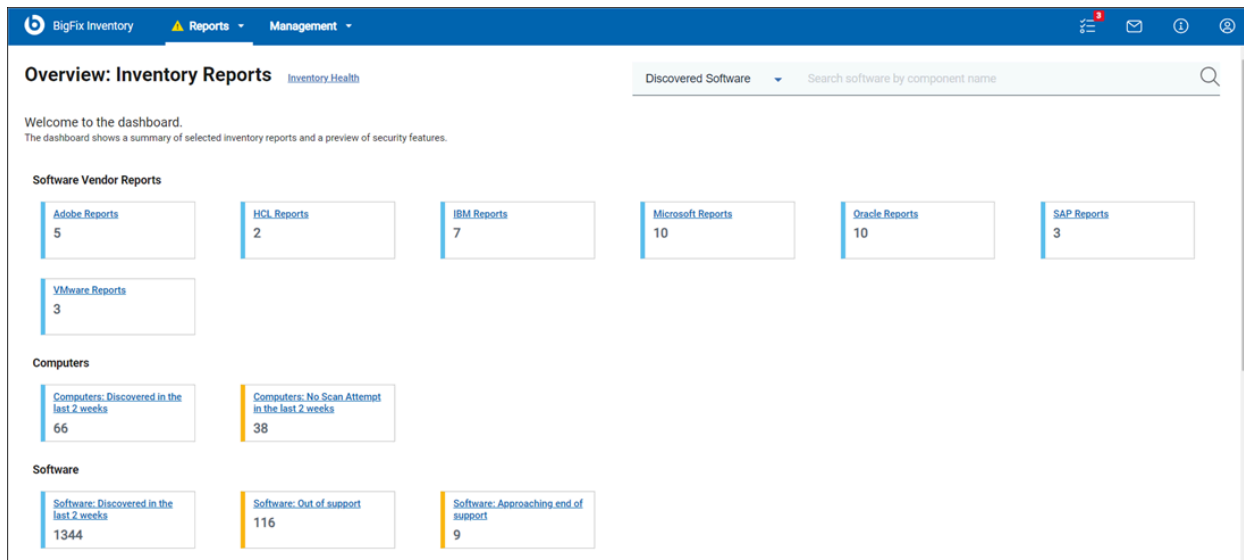 BigFix Inventory
Reports
Management
3
Overview: Inventory Reports
Inventory Health
Discovered Software
Search software by component name
Welcome to the dashboard.
The dashboard shows a summary of selected inventory reports and a preview of security features.
Software Vendor Reports
Adobe Reports
5
HCL Reports
2
IBM Reports
7
Microsoft Reports
10
Oracle Reports
10
SAP Reports
3
VMware Reports
3
Computers
Computers: Discovered in the
last 2 weeks
66
Computers: No Scan Attempt
in the last 2 weeks
38
Software
Software: Discovered in the
last 2 weeks
1344
Software: Out of support
116
Software: Approaching end of
support
9